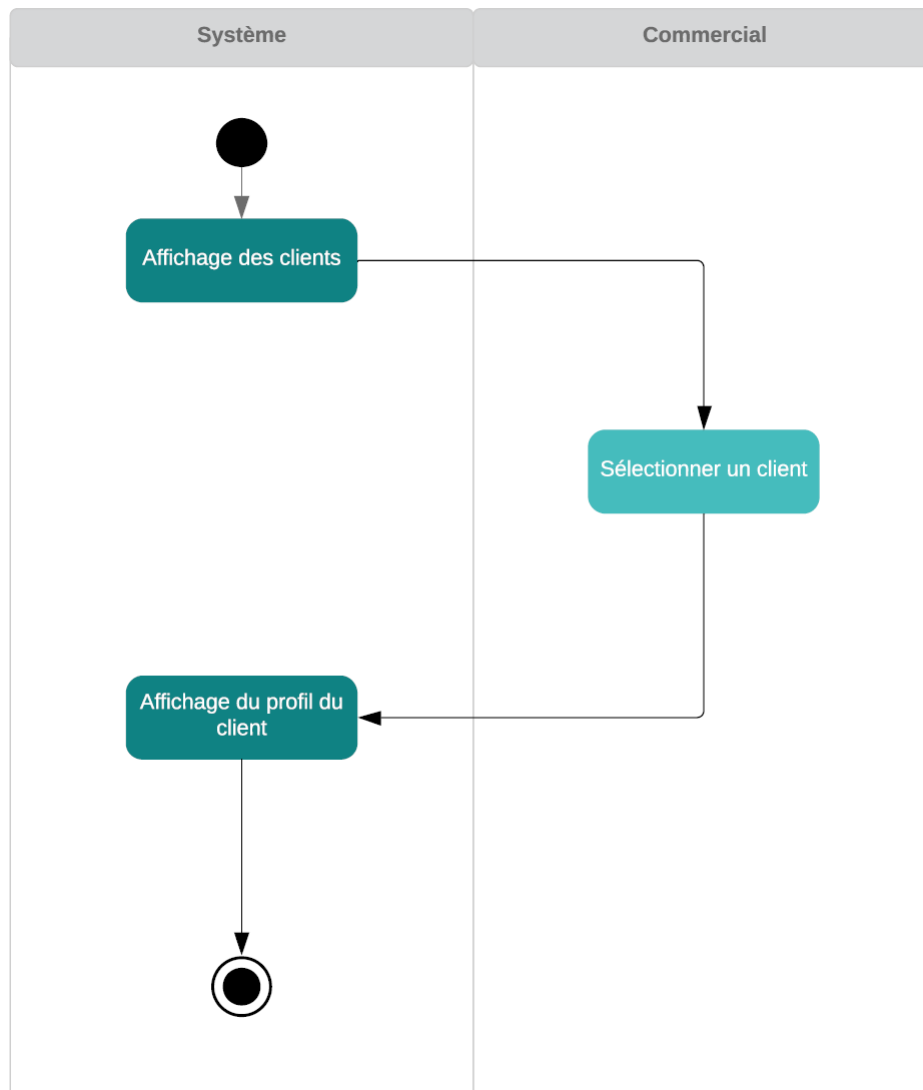 Système
Commercial
Affichage des clients
Sélectionner un client
Affichage du profil du
client